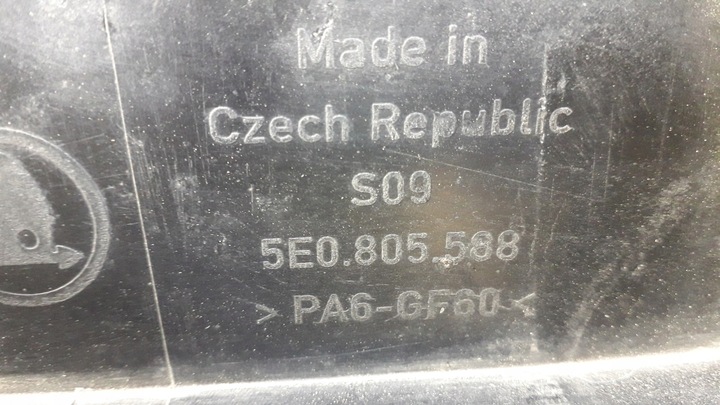 Made in
Czech Republic
S09
5E0.805.588
> PA6-GF60 <